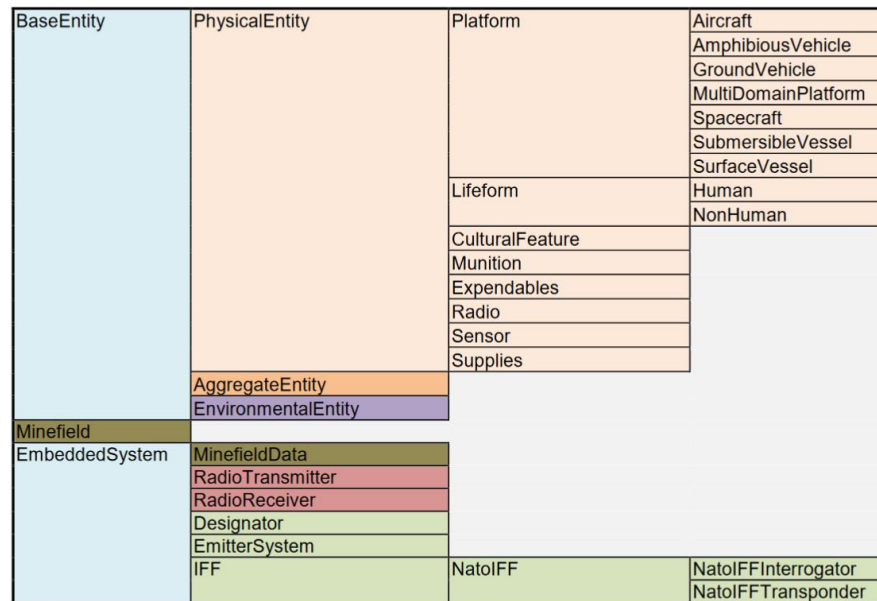 BaseEntity PhysicalEntity Platform Aircraft
AmphibiousVehicle
GroundVehicle
MultiDomainPlatform
Spacecraft
SubmersibleVessel
SurfaceVessel
Lifeform Human
NonHuman
CulturalFeature
Munition
Expendables
Radio
Sensor
Supplies
AggregateEntity
EnvironmentalEntity
Minefield
EmbeddedSystem MinefieldData
RadioTransmitter
RadioReceiver
Designator
EmitterSystem
IFF NatoIFF NatoIFFInterrogator
NatoIFFTransponder